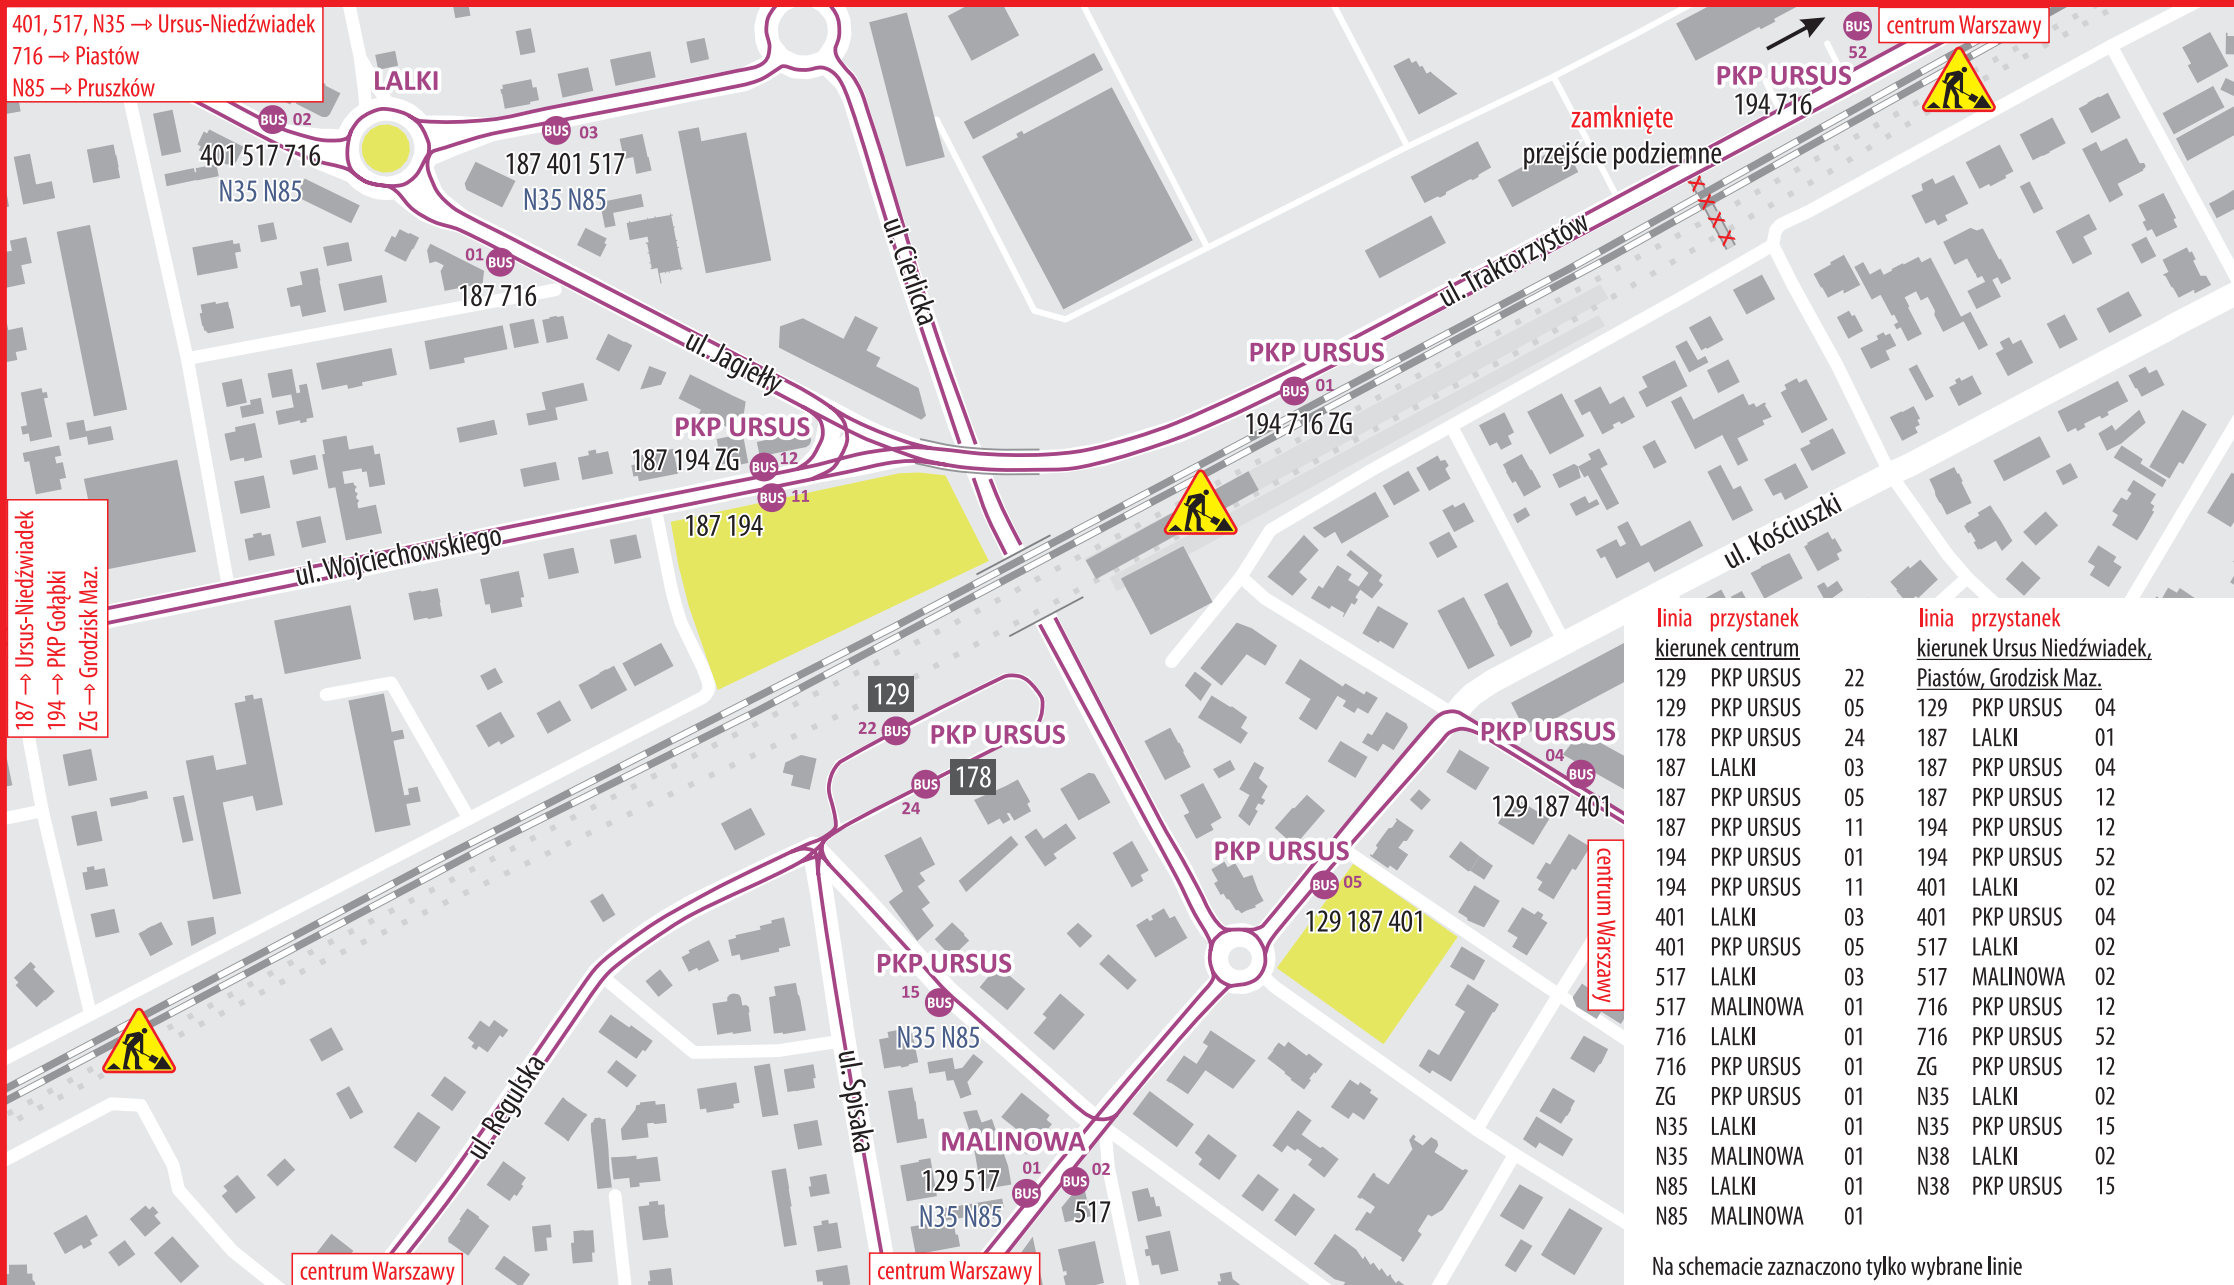 401, 517, N35 → Ursus-Niedźwiadek
716 → Piastów
N85 → Pruszków
LALKI
BUS 02
401 517 716
N35 N85
BUS 03
187 401 517
N35 N85
01 BUS
187 716
ul. Cierlicka
ul. Jagiełły
BUS
52
centrum Warszawy
PKP URSUS
194 716
zamknięte
przejście podziemne
ul. Traktorzystów
PKP URSUS
BUS 01
194 716 ZG
PKP URSUS
187 194 ZG BUS 12
BUS 11
187 194
ul. Wojciechowskiego
187 → Ursus-Niedźwiadek
194 → PKP Gołąbki
ZG → Grodzisk Maz.
ul. Kościuszki
129
22 BUS
PKP URSUS
BUS 178
24
PKP URSUS
04
BUS
129 187 401
PKP URSUS
BUS 05
129 187 401
centrum Warszawy
PKP URSUS
15 BUS
N35 N85
ul. Spisaka
ul. Regulska
MALINOWA
129 517 01 BUS
N35 N85
BUS 02
517
centrum Warszawy
centrum Warszawy
linia przystanek
kierunek centrum
129 PKP URSUS 22
129 PKP URSUS 05
178 PKP URSUS 24
187 LALKI 03
187 PKP URSUS 05
187 PKP URSUS 11
194 PKP URSUS 01
194 PKP URSUS 11
401 LALKI 03
401 PKP URSUS 05
517 LALKI 03
517 MALINOWA 01
716 LALKI 01
716 PKP URSUS 01
ZG PKP URSUS 01
N35 LALKI 01
N35 MALINOWA 01
N85 LALKI 01
N85 MALINOWA 01
linia przystanek
kierunek Ursus Niedźwiadek,
Piastów, Grodzisk Maz.
129 PKP URSUS 04
187 LALKI 01
187 PKP URSUS 04
187 PKP URSUS 12
194 PKP URSUS 12
194 PKP URSUS 52
401 LALKI 02
401 PKP URSUS 04
517 LALKI 02
517 MALINOWA 02
716 PKP URSUS 12
716 PKP URSUS 52
ZG PKP URSUS 12
N35 LALKI 02
N35 PKP URSUS 15
N38 LALKI 02
N38 PKP URSUS 15
Na schemacie zaznaczono tylko wybrane linie